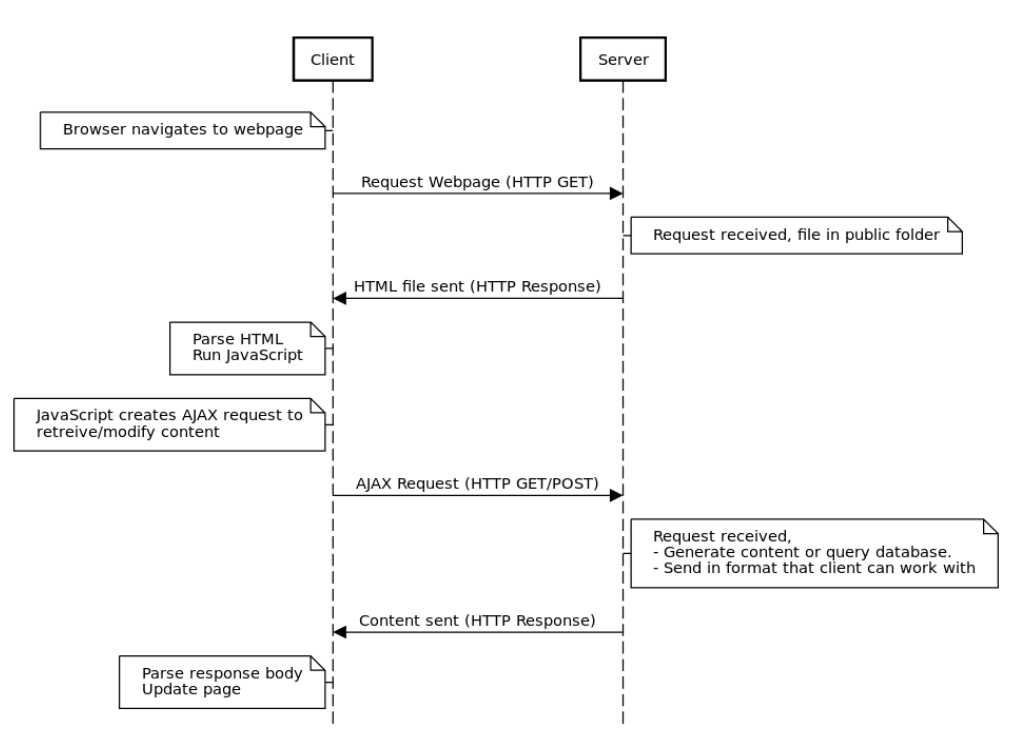 Client
Server
Browser navigates to webpage
Request Webpage (HTTP GET)
Request received, file in public folder
HTML file sent (HTTP Response)
Parse HTML
Run JavaScript
JavaScript creates AJAX request to
retreive/modify content
AJAX Request (HTTP GET/POST)
Request received,
- Generate content or query database.
- Send in format that client can work with
Content sent (HTTP Response)
Parse response body
Update page